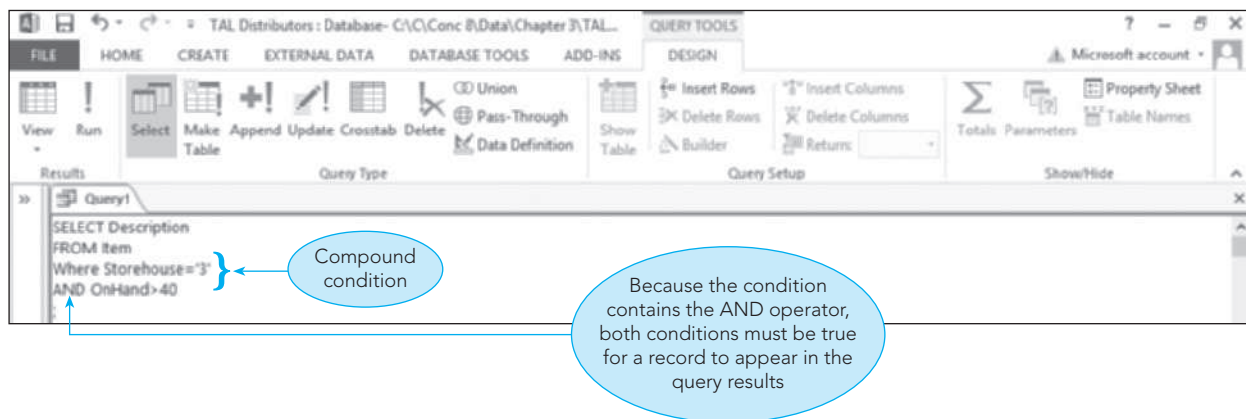 TAL Distributors : Database- C:\C\Conc 8\Data\Chapter 3\TAL...
QUERY TOOLS
?
FILE HOME CREATE EXTERNAL DATA DATABASE TOOLS ADD-INS DESIGN
Microsoft account
View
Run
Select
Make Table
Append
Update
Crosstab
Delete
Union
Pass-Through
Data Definition
Show Table
Insert Rows
Delete Rows
Builder
Insert Columns
Delete Columns
Return:
Totals
Parameters
Property Sheet
Table Names
Results
Query Type
Query Setup
Show/Hide
Query1
SELECT Description
FROM Item
Where Storehouse='3'
AND OnHand>40
;
Compound
condition
Because the condition
contains the AND operator,
both conditions must be true
for a record to appear in the
query results